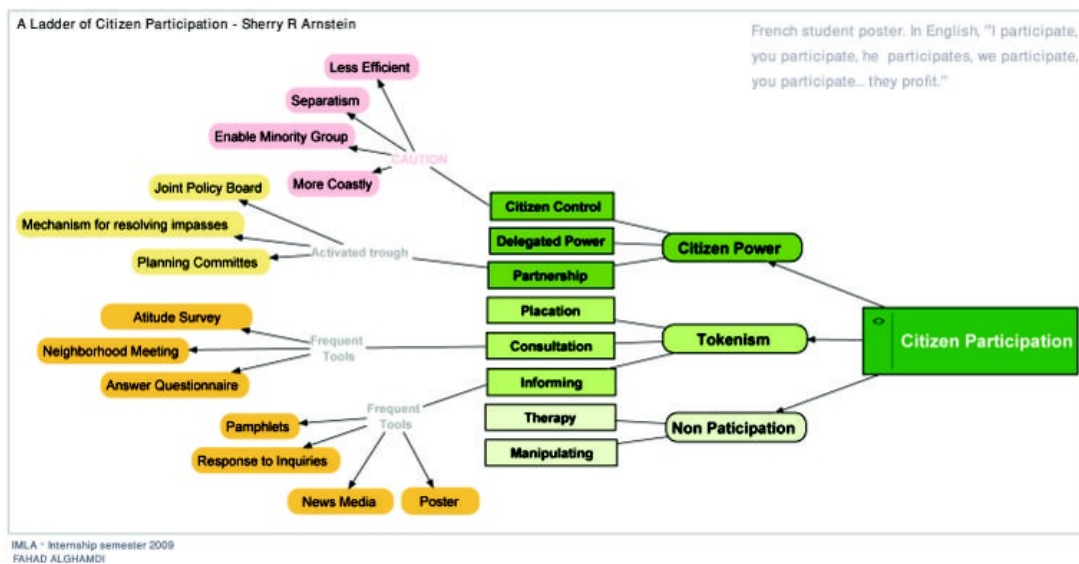 A Ladder of Citizen Participation - Sherry R Arnstein
French student poster. In English, "I participate,
you participate, he participates, we participate,
you participate... they profit."
Less Efficient
Separatism
Enable Minority Group
CAUTION
More Coastly
Joint Policy Board
Mechanism for resolving impasses
Activated trough
Planning Committes
Citizen Control
Delegated Power
Partnership
Citizen Power
Atitude Survey
Neighborhood Meeting
Answer Questionnaire
Frequent
Tools
Placation
Consultation
Informing
Tokenism
<> Citizen Participation
Pamphlets
Response to Inquiries
News Media
Poster
Frequent
Tools
Therapy
Manipulating
Non Paticipation
IMLA - Internship semester 2009
FAHAD ALGHAMDI